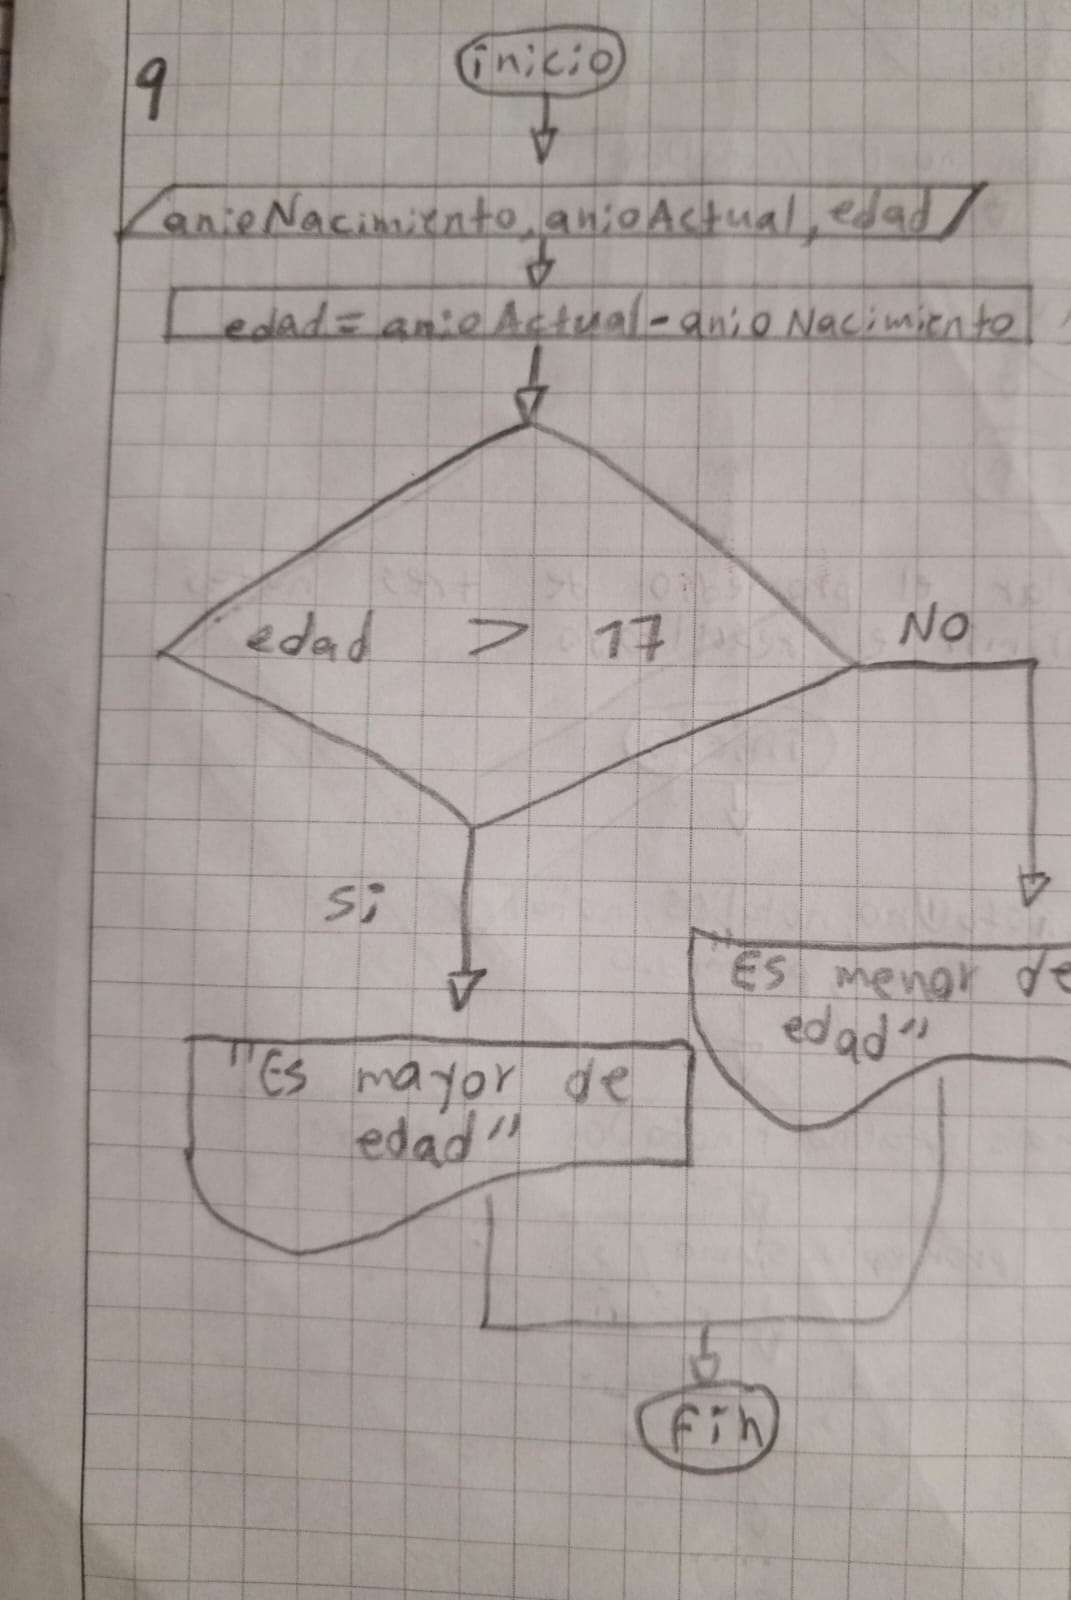 9
inicio
anioNacimiento, anioActual, edad
edad = anioActual - anioNacimiento
edad > 17
NO
si
"Es menor de
edad"
"Es mayor de
edad"
fin